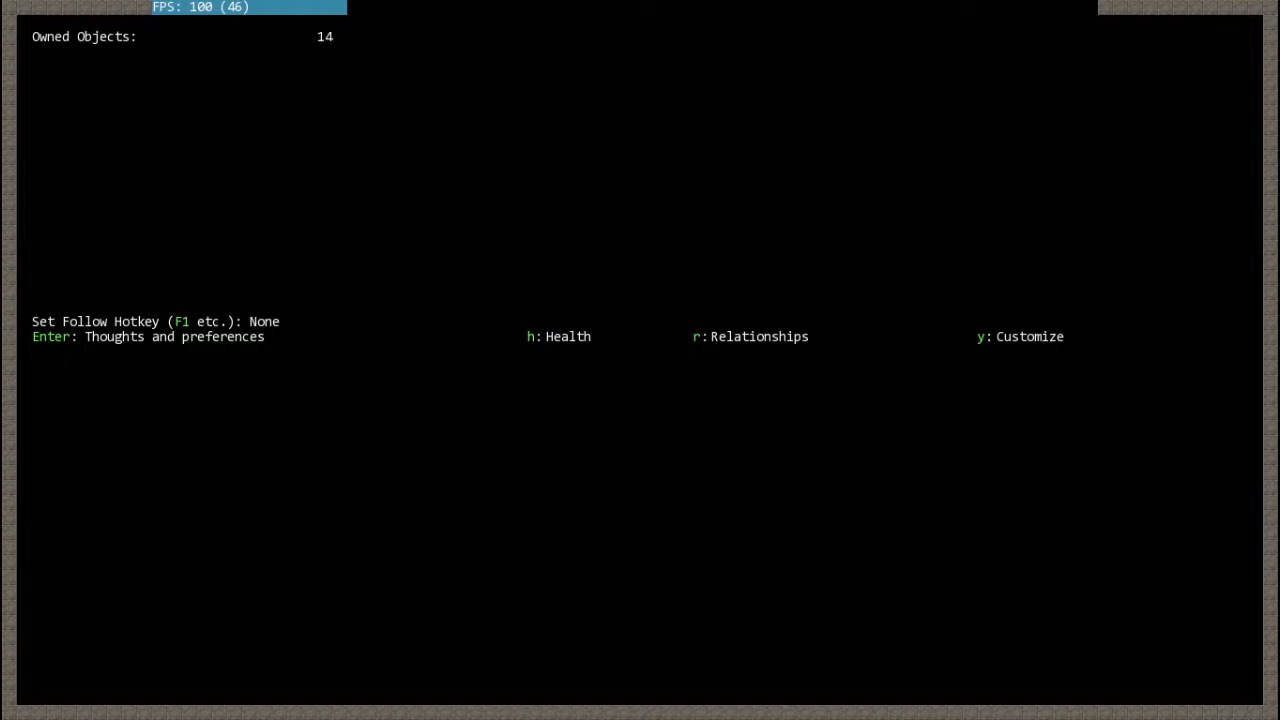 FPS: 100 (46)
Owned Objects: 14
Set Follow Hotkey (F1 etc.): None
Enter: Thoughts and preferences h: Health r: Relationships y: Customize